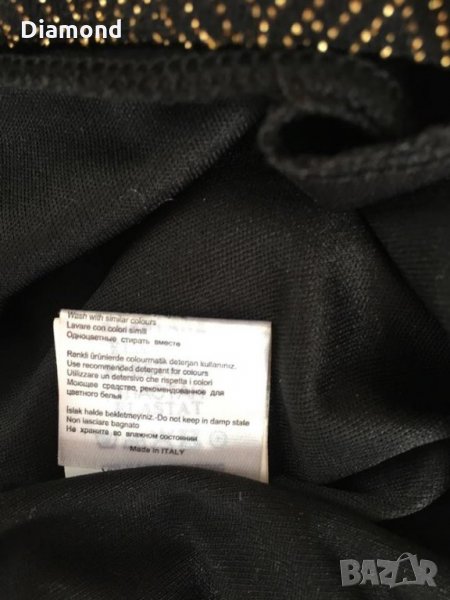 Diamond
Wash with similar colours
Lavare con colori simili
Одноцветные стирать вместе
Renkli ürünlerde colourmatik deterjan kullanınız.
Use recommended detergent for colours
Utilizzare un detersivo che rispetta i colori
Моющее средство, рекомендованное для
цветного белья
Islak halde bekletmeyiniz.-Do not keep in damp state
Non lasciare bagnato
Не храните во влажном состоянии
Made in ITALY
BAZAR